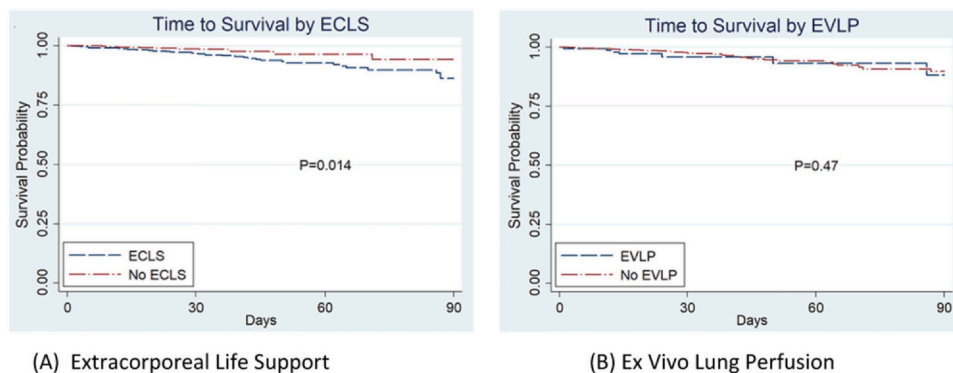 Time to Survival by ECLS
Survival Probability
1.00
0.75
0.50
0.25
0.00
P=0.014
ECLS
No ECLS
0 30 60 90
Days
(A) Extracorporeal Life Support
Time to Survival by EVLP
Survival Probability
1.00
0.75
0.50
0.25
0.00
P=0.47
EVLP
No EVLP
0 30 60 90
Days
(B) Ex Vivo Lung Perfusion